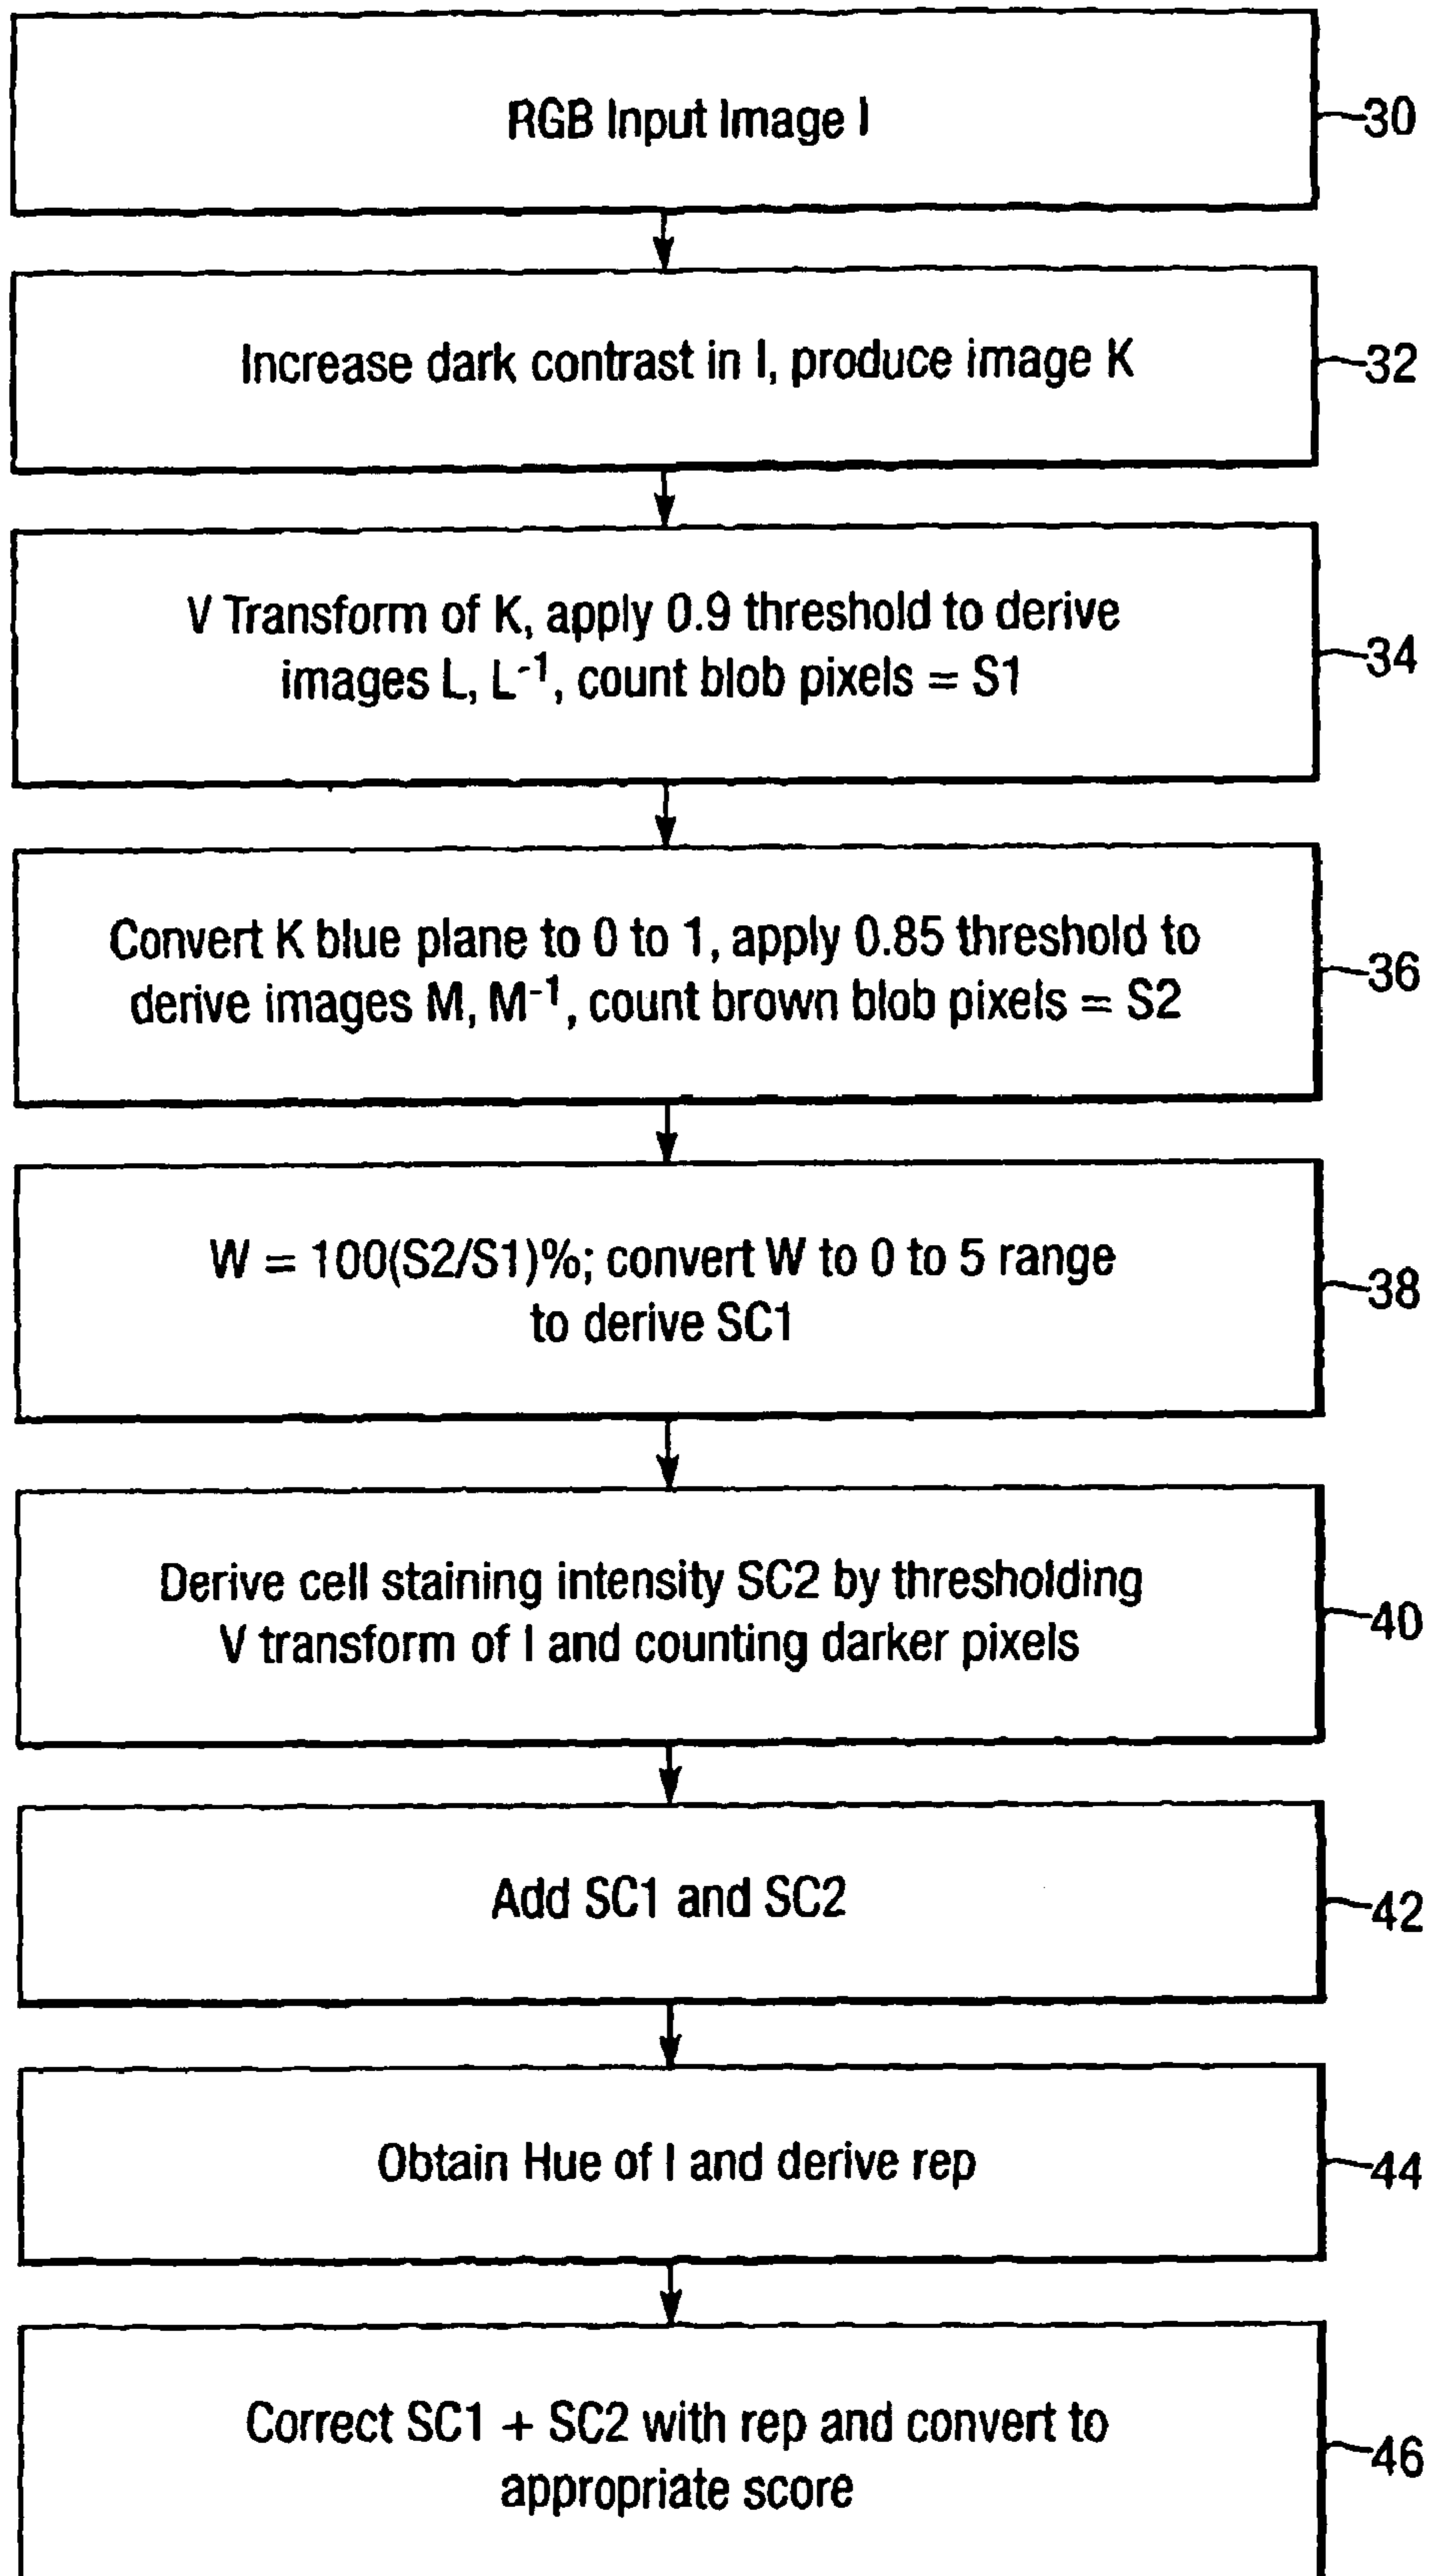 RGB Input Image I
30
Increase dark contrast in I, produce image K
32
V Transform of K, apply 0.9 threshold to derive
images L, L⁻¹, count blob pixels = S1
34
Convert K blue plane to 0 to 1, apply 0.85 threshold to
derive images M, M⁻¹, count brown blob pixels = S2
36
W = 100(S2/S1)%; convert W to 0 to 5 range
to derive SC1
38
Derive cell staining intensity SC2 by thresholding
V transform of I and counting darker pixels
40
Add SC1 and SC2
42
Obtain Hue of I and derive rep
44
Correct SC1 + SC2 with rep and convert to
appropriate score
46